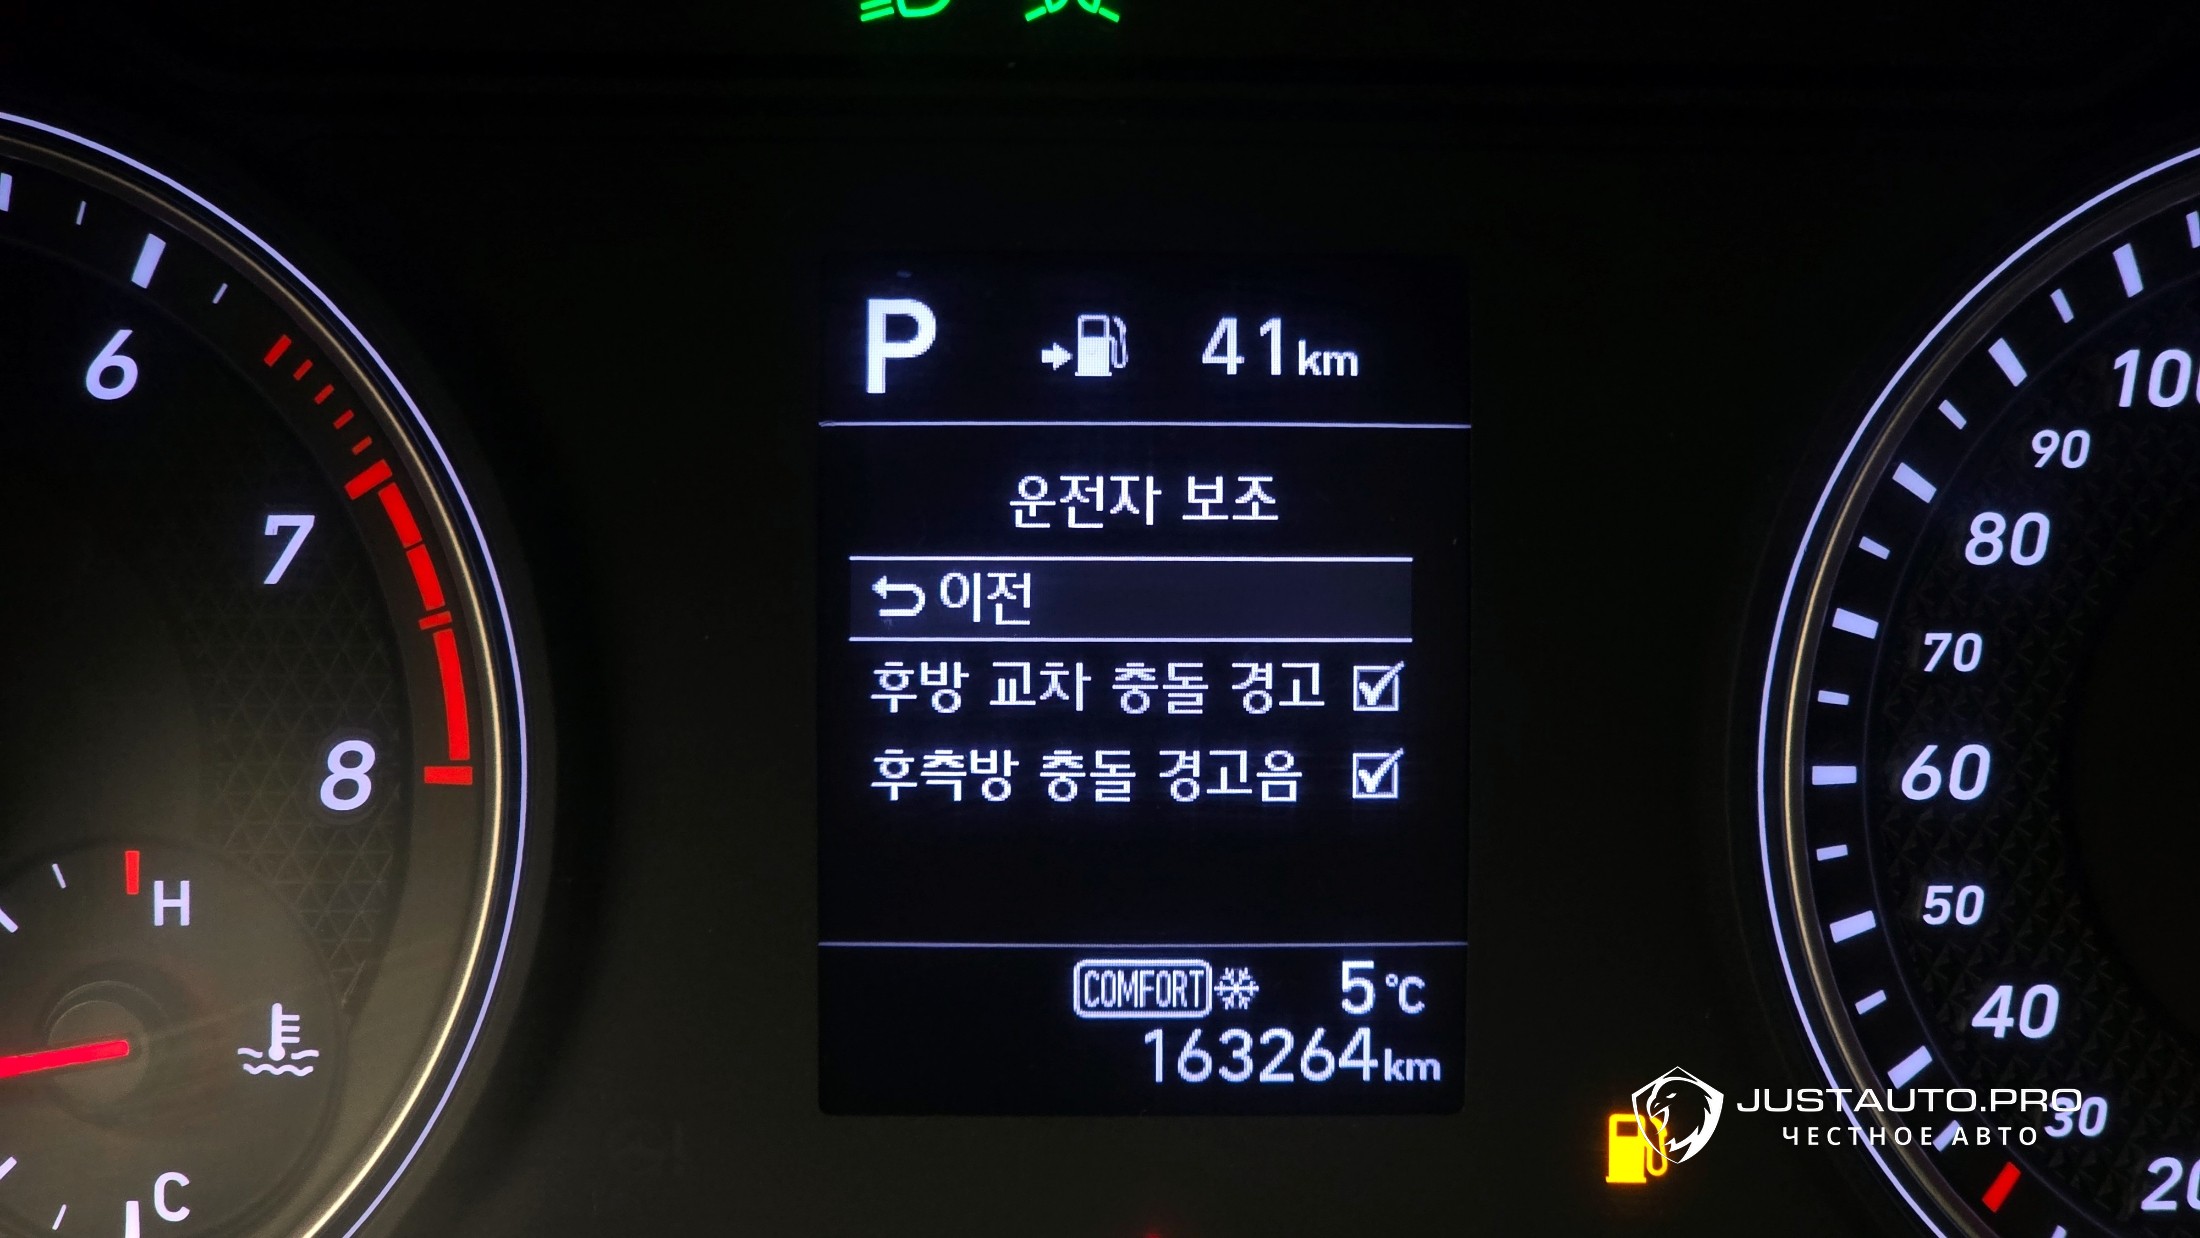 P 41km
운전자 보조
이전
후방 교차 충돌 경고
후측방 충돌 경고음
COMFORT 5°C
163264km
6
7
8
H
C
100
90
80
70
60
50
40
30
20
JUSTAUTO.PRO
ЧЕСТНОЕ АВТО